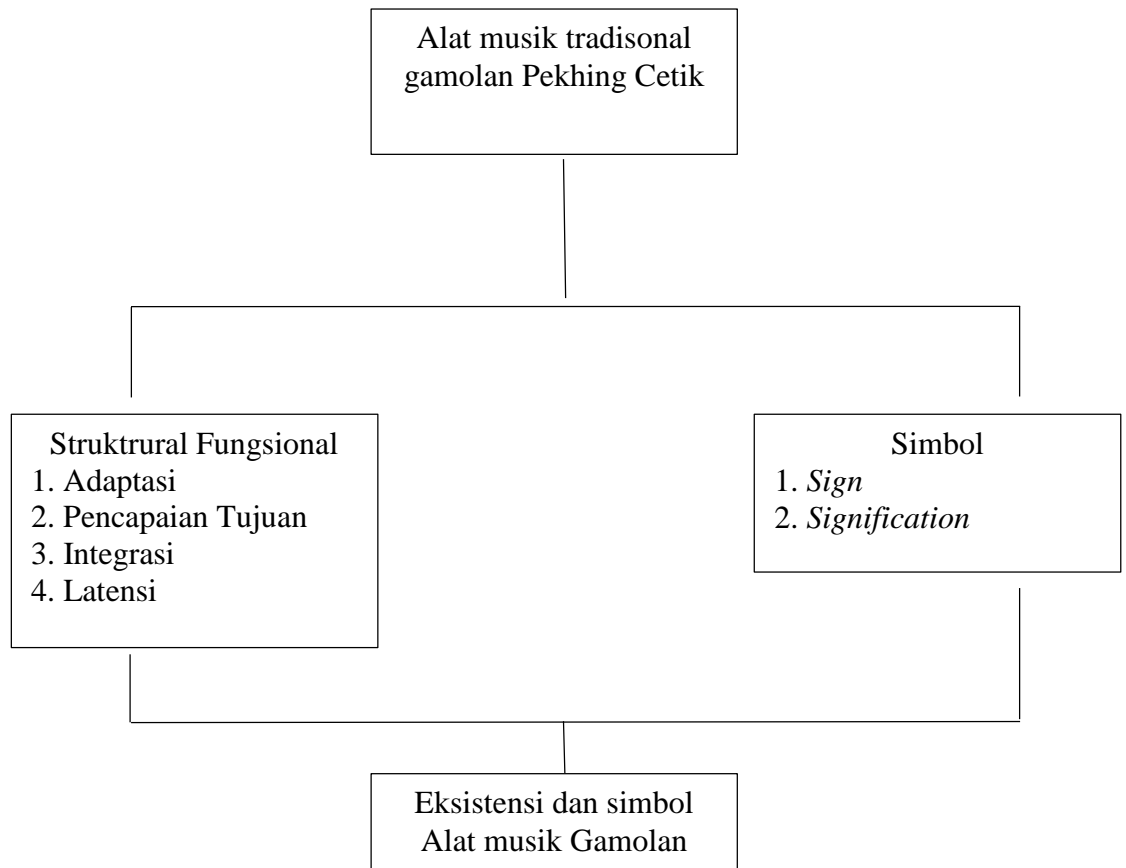 Alat musik tradisonal
gamolan Pekhing Cetik
Struktrural Fungsional
1. Adaptasi
2. Pencapaian Tujuan
3. Integrasi
4. Latensi
Simbol
1. Sign
2. Signification
Eksistensi dan simbol
Alat musik Gamolan